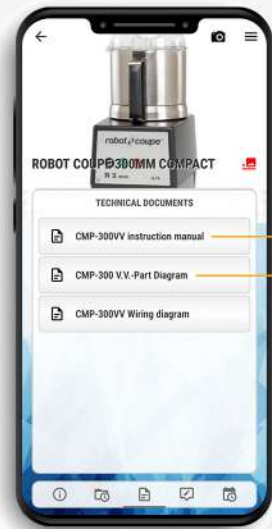 robot coupe
R 3
ROBOT COUPE 300MM COMPACT
TECHNICAL DOCUMENTS
CMP-300VV instruction manual
CMP-300 V.V.-Part Diagram
CMP-300VV Wiring diagram